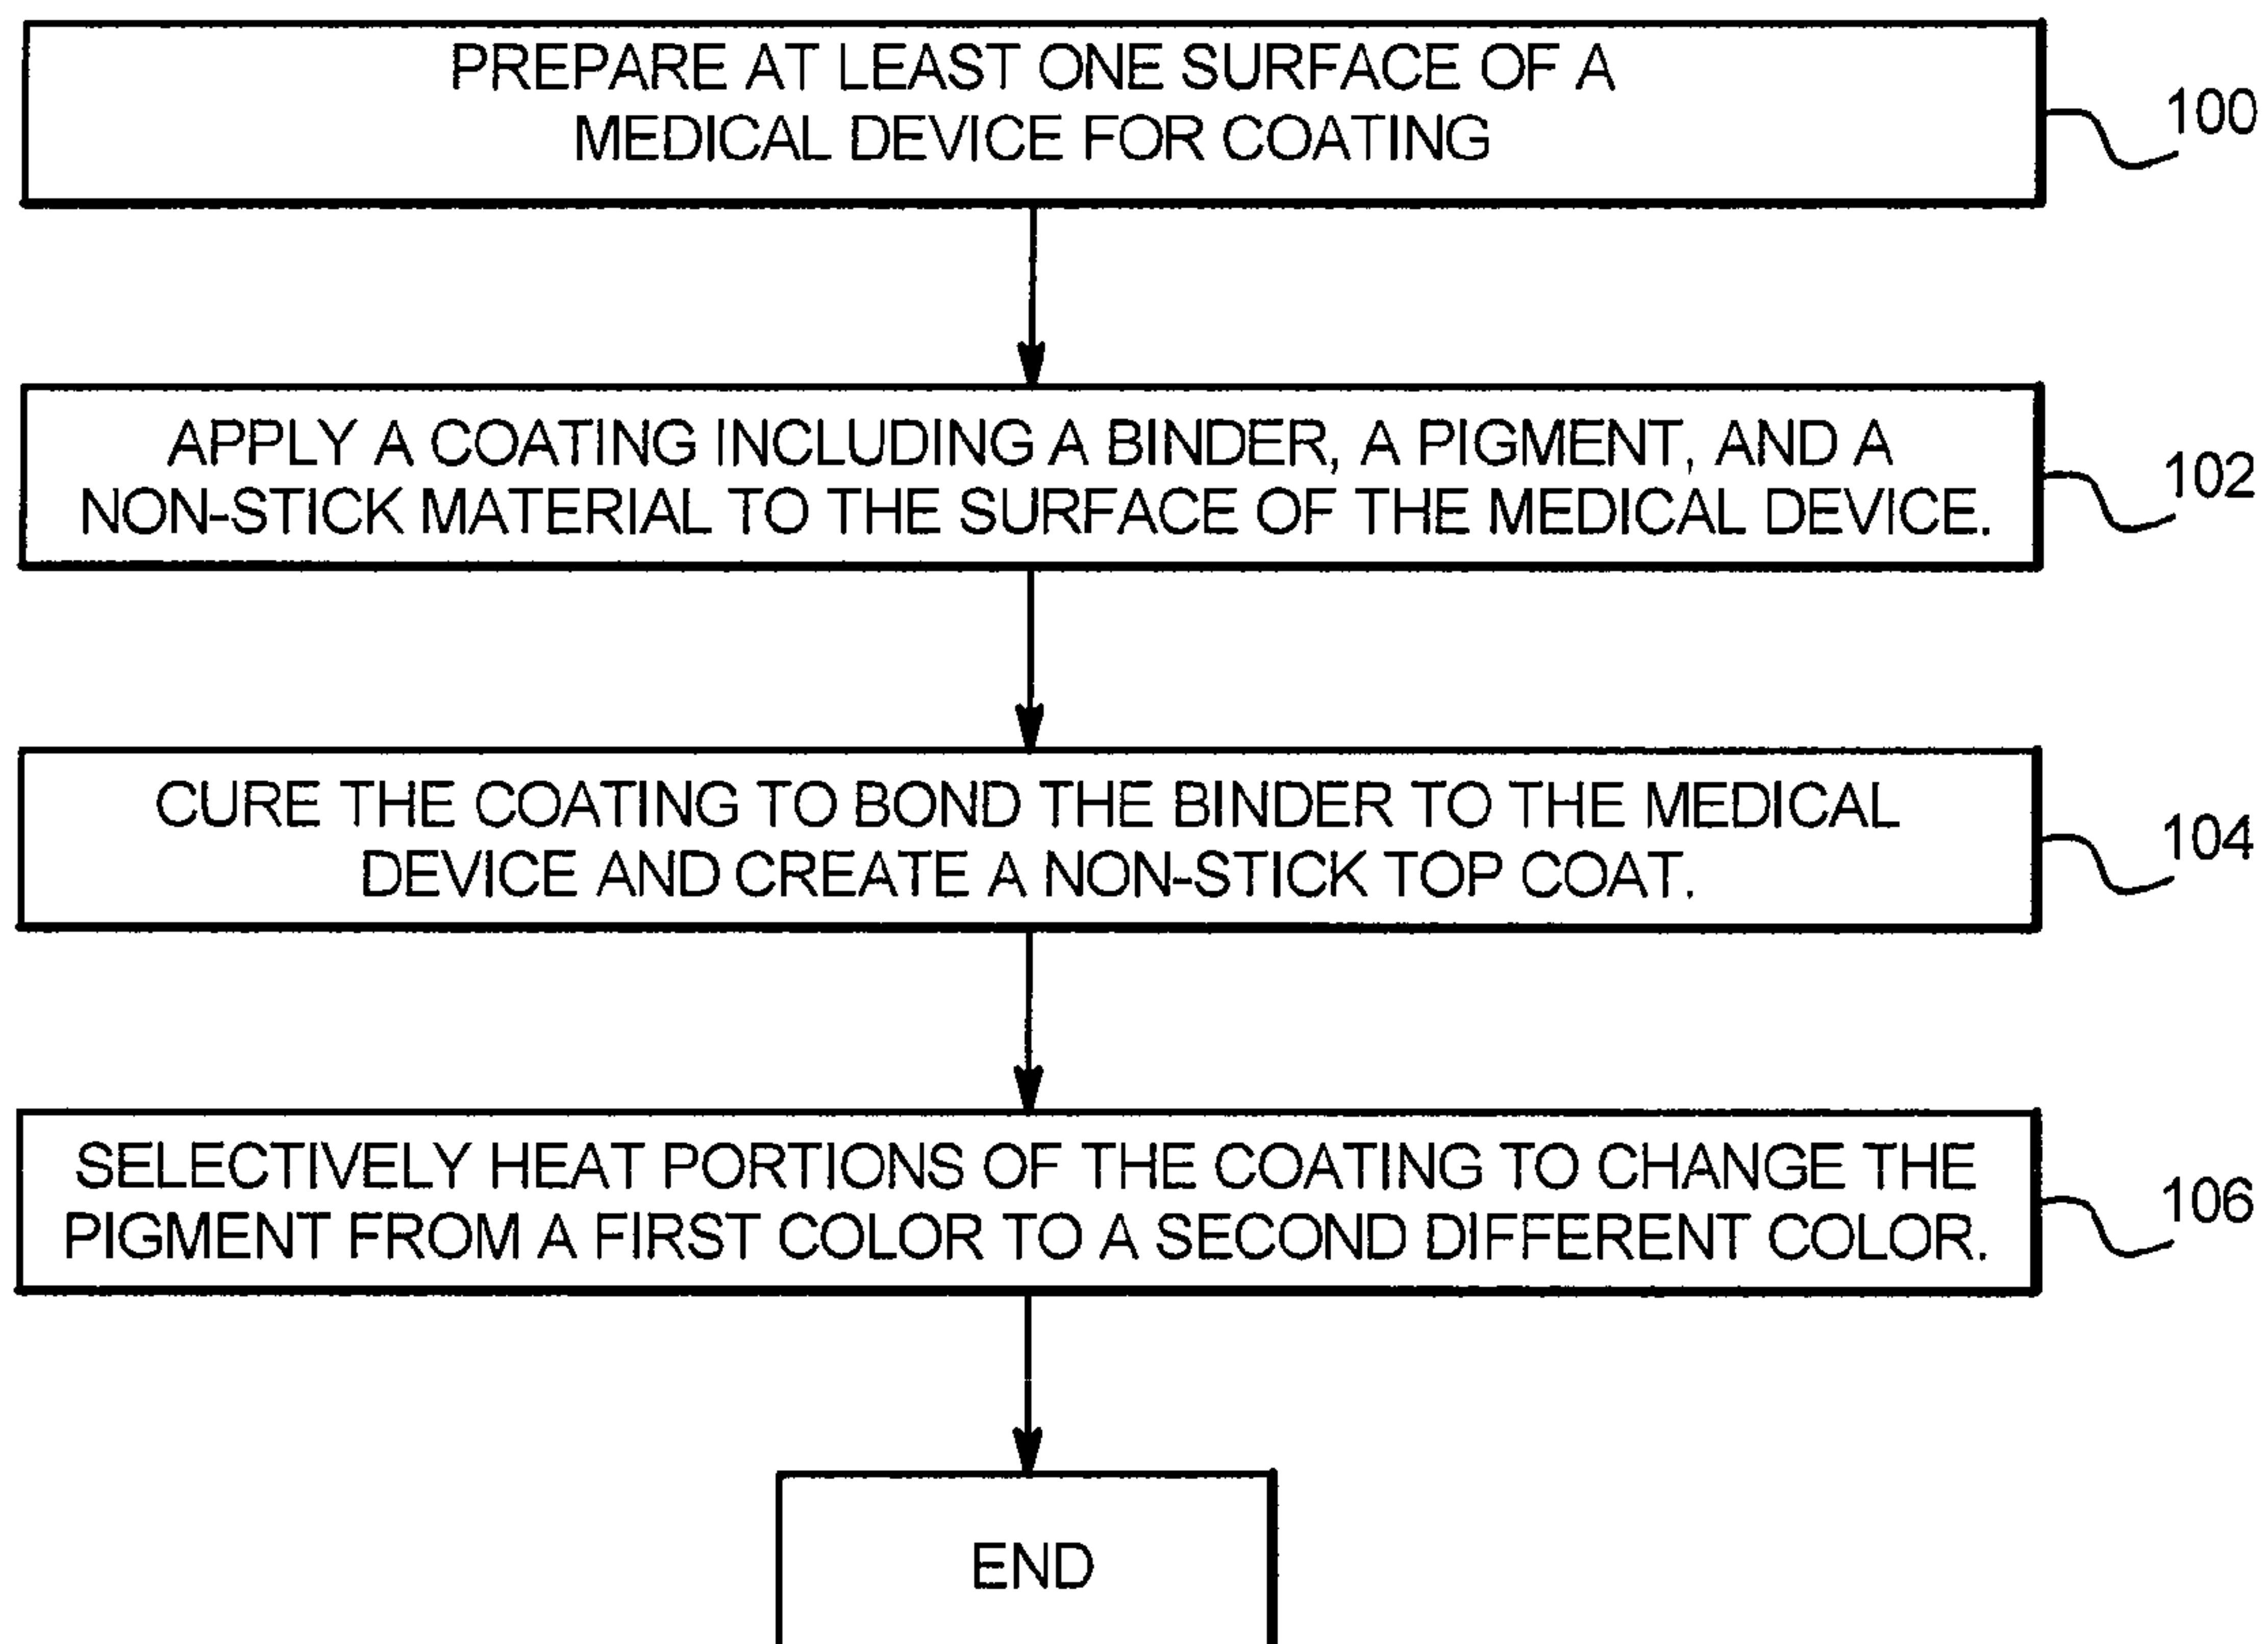 PREPARE AT LEAST ONE SURFACE OF A
MEDICAL DEVICE FOR COATING
100
APPLY A COATING INCLUDING A BINDER, A PIGMENT, AND A
NON-STICK MATERIAL TO THE SURFACE OF THE MEDICAL DEVICE.
102
CURE THE COATING TO BOND THE BINDER TO THE MEDICAL
DEVICE AND CREATE A NON-STICK TOP COAT.
104
SELECTIVELY HEAT PORTIONS OF THE COATING TO CHANGE THE
PIGMENT FROM A FIRST COLOR TO A SECOND DIFFERENT COLOR.
106
END